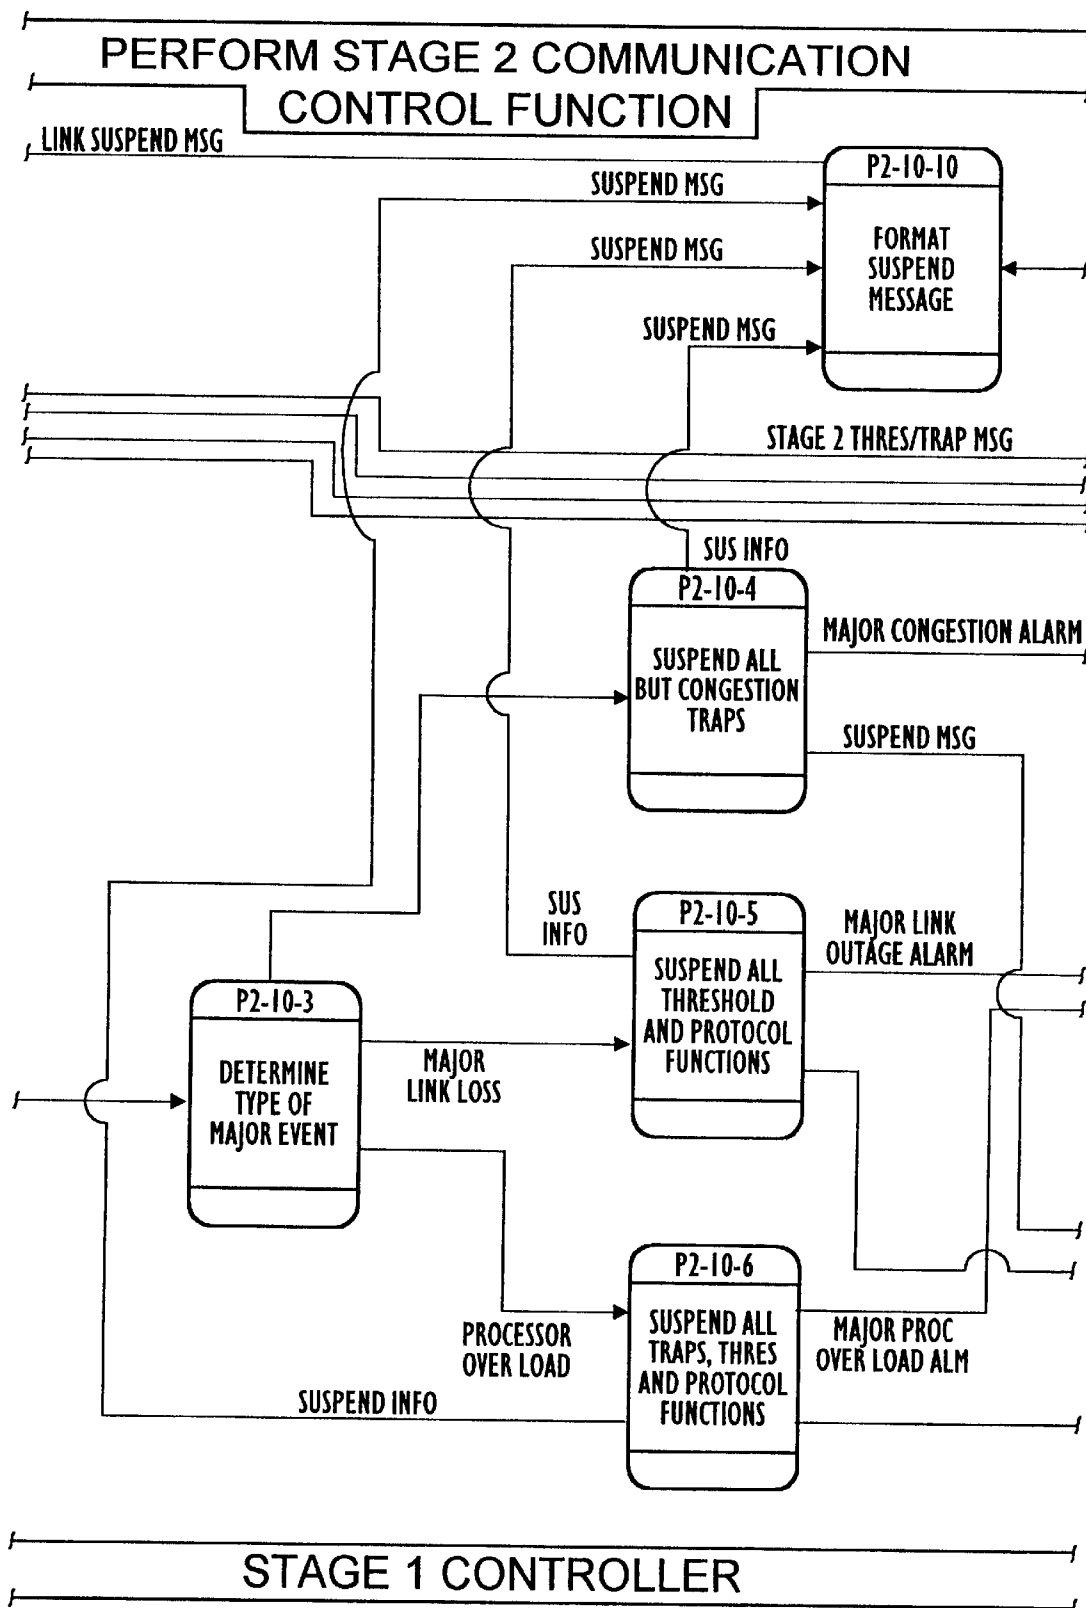 PERFORM STAGE 2 COMMUNICATION
CONTROL FUNCTION
LINK SUSPEND MSG
P2-10-10
FORMAT
SUSPEND
MESSAGE
SUSPEND MSG
SUSPEND MSG
SUSPEND MSG
STAGE 2 THRES/TRAP MSG
SUS INFO
P2-10-4
SUSPEND ALL
BUT CONGESTION
TRAPS
MAJOR CONGESTION ALARM
SUSPEND MSG
SUS
INFO
P2-10-5
SUSPEND ALL
THRESHOLD
AND PROTOCOL
FUNCTIONS
MAJOR LINK
OUTAGE ALARM
P2-10-3
DETERMINE
TYPE OF
MAJOR EVENT
MAJOR
LINK LOSS
PROCESSOR
OVER LOAD
P2-10-6
SUSPEND ALL
TRAPS, THRES
AND PROTOCOL
FUNCTIONS
MAJOR PROC
OVER LOAD ALM
SUSPEND INFO
STAGE 1 CONTROLLER